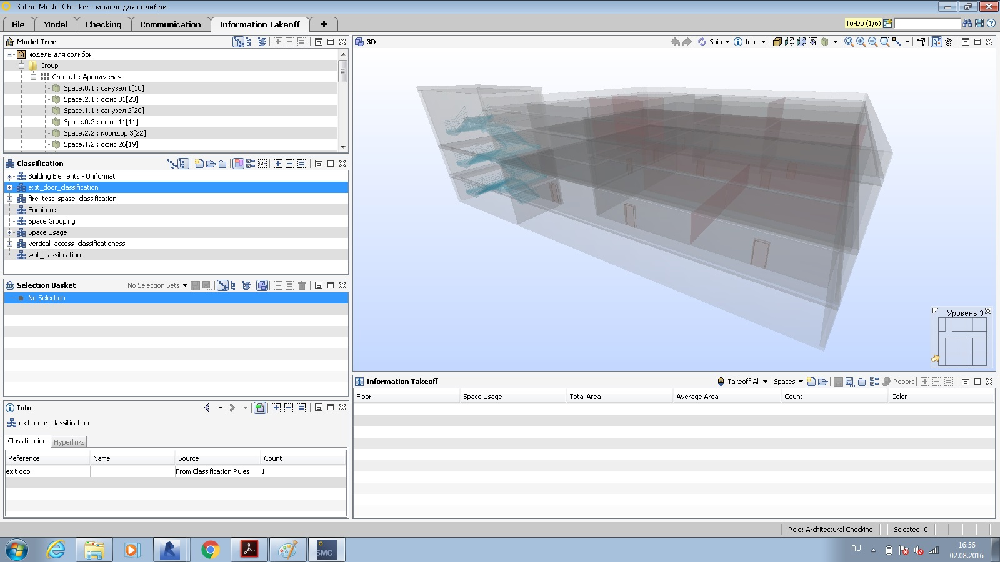 Solibri Model Checker - модель для солибри
File
Model
Checking
Communication
Information Takeoff
+
To-Do (1/6)
Model Tree
модель для солибри
Group
Group.1 : Арендуемая
Space.0.1 : санузел 1[10]
Space.2.1 : офис 31[23]
Space.1.1 : санузел 2[20]
Space.0.2 : офис 11[11]
Space.2.2 : коридор 3[22]
Space.1.2 : офис 26[19]
Classification
Building Elements - Uniformat
exit_door_classification
fire_test_spase_classification
Furniture
Space Grouping
Space Usage
vertical_access_classificationess
wall_classification
Selection Basket
No Selection Sets
No Selection
Info
exit_door_classification
Classification
Hyperlinks
Reference Name Source Count
exit door From Classification Rules 1
3D
Spin
Info
Уровень 3
Information Takeoff
Takeoff All
Spaces
Report
Floor Space Usage Total Area Average Area Count Color
Role: Architectural Checking
Selected: 0
SMC
RU
16:56
02.08.2016